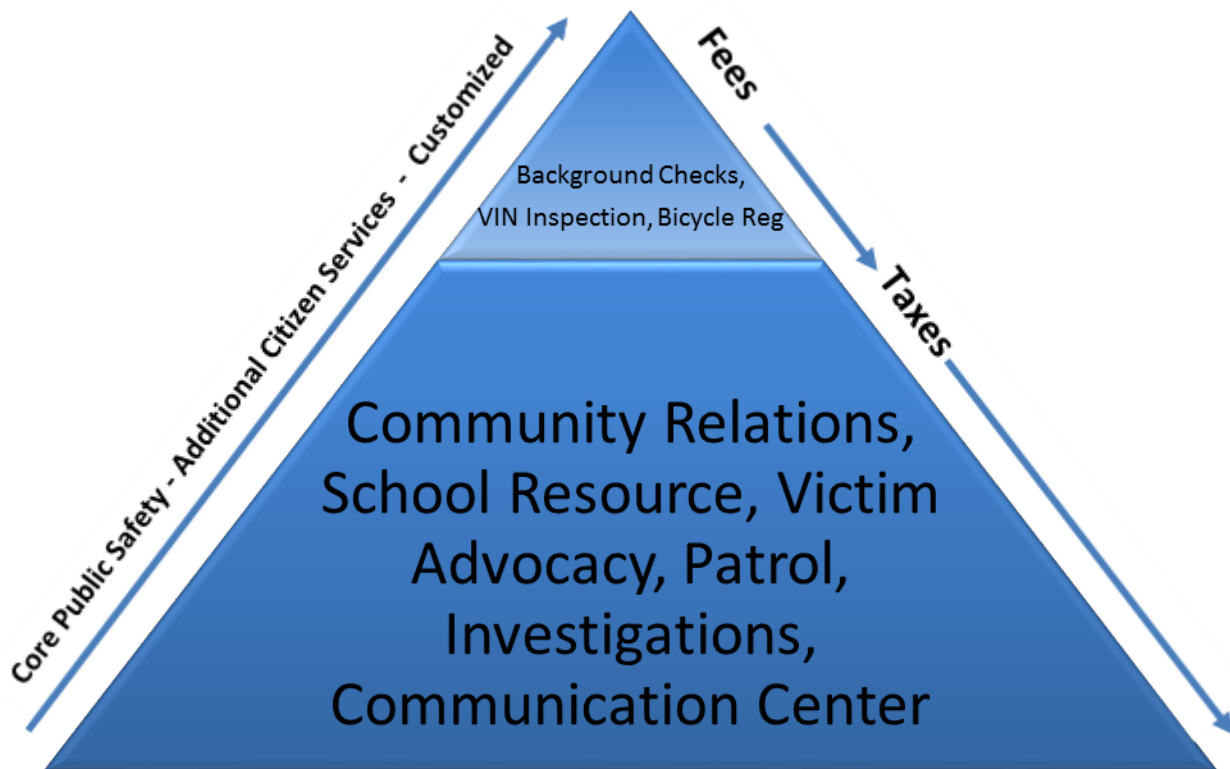 Core Public Safety - Additional Citizen Services - Customized
Fees
Taxes
Background Checks,
VIN Inspection, Bicycle Reg
Community Relations,
School Resource, Victim
Advocacy, Patrol,
Investigations,
Communication Center